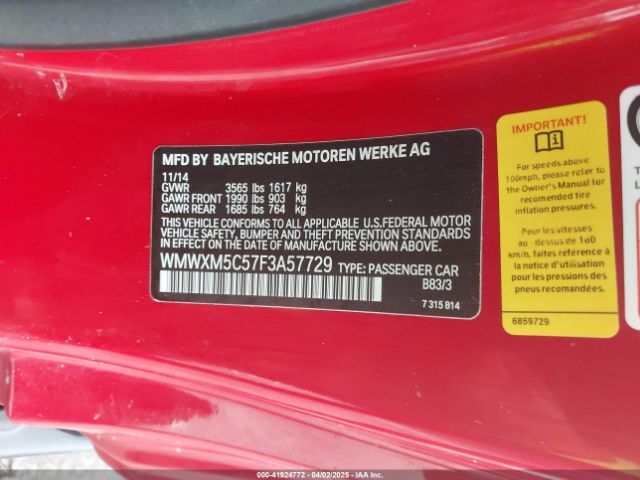 MFD BY BAYERISCHE MOTOREN WERKE AG
11/14
GVWR 3565 lbs 1617 kg
GAWR FRONT 1990 lbs 903 kg
GAWR REAR 1685 lbs 764 kg
THIS VEHICLE CONFORMS TO ALL APPLICABLE U.S.FEDERAL MOTOR
VEHICLE SAFETY, BUMPER AND THEFT PREVENTION STANDARDS
IN EFFECT ON THE DATE OF MANUFACTURE SHOWN ABOVE.
WMWXM5C57F3A57729 TYPE: PASSENGER CAR
B83/3
7 315 814
IMPORTANT!
For speeds above
100mph, please refer to
the Owner's Manual for
recomended tire
inflation pressures.
Pour les vitesses
au - dessus de 160
km/h, se référer à
la notice d'utilisation
pour les pressions des
pneus recomandées.
6859729
000-41924772 04/02/2025 IAA Inc.